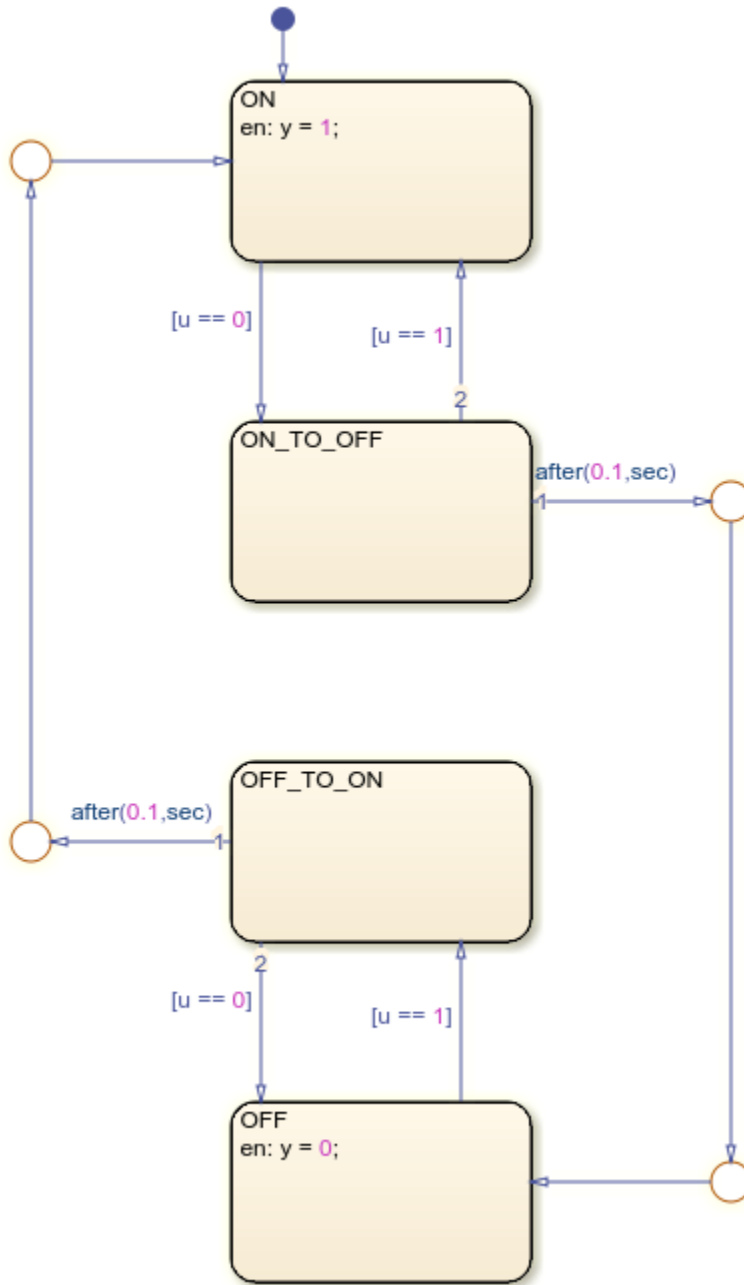 ON
en: y = 1;
[u == 0]
[u == 1]
2
ON_TO_OFF
after(0.1,sec)
1
OFF_TO_ON
after(0.1,sec)
1
2
[u == 0]
[u == 1]
OFF
en: y = 0;